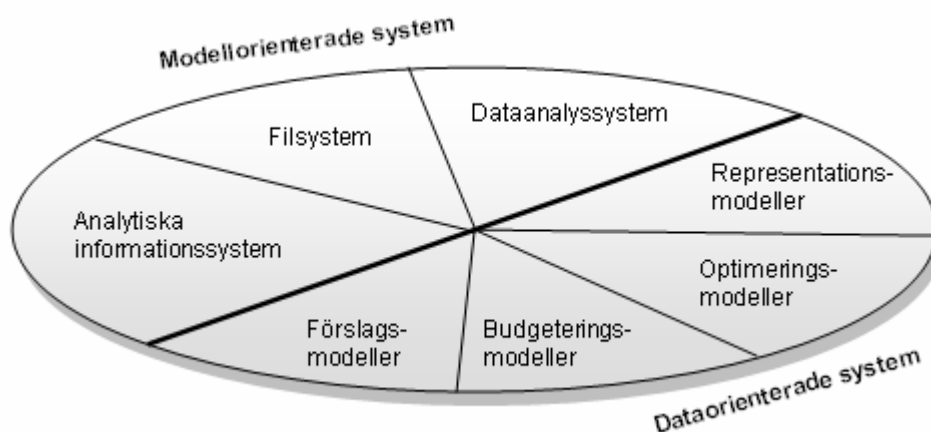 Modellorienterade system
Filsystem
Dataanalyssystem
Representations-
modeller
Analytiska
informationssystem
Optimerings-
modeller
Förslags-
modeller
Budgeterings-
modeller
Dataorienterade system